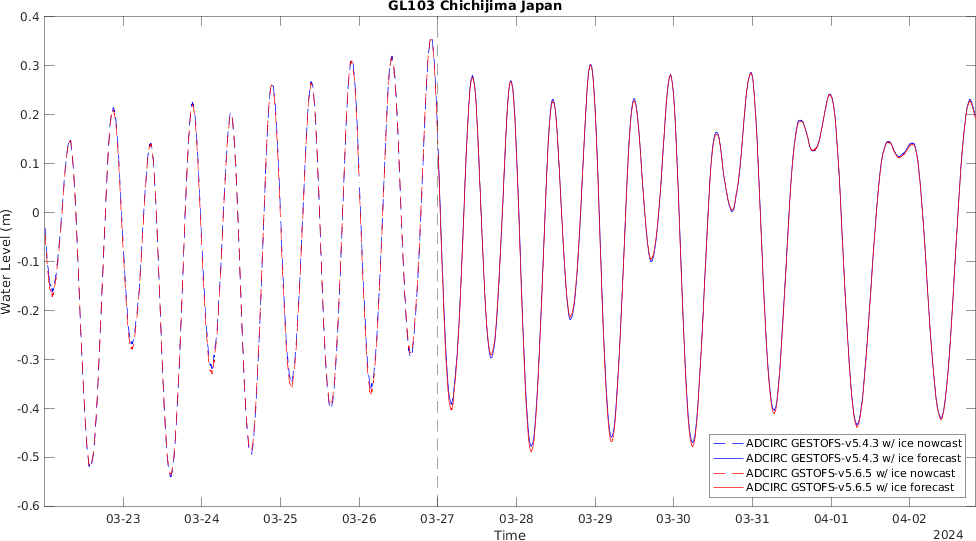 GL103 Chichijima Japan
0.4
0.3
0.2
0.1
0
-0.1
-0.2
-0.3
-0.4
-0.5
-0.6
Water Level (m)
ADCIRC GESTOFS-v5.4.3 w/ ice nowcast
ADCIRC GESTOFS-v5.4.3 w/ ice forecast
ADCIRC GSTOFS-v5.6.5 w/ ice nowcast
ADCIRC GSTOFS-v5.6.5 w/ ice forecast
03-23 03-24 03-25 03-26 03-27 03-28 03-29 03-30 03-31 04-01 04-02
Time
2024